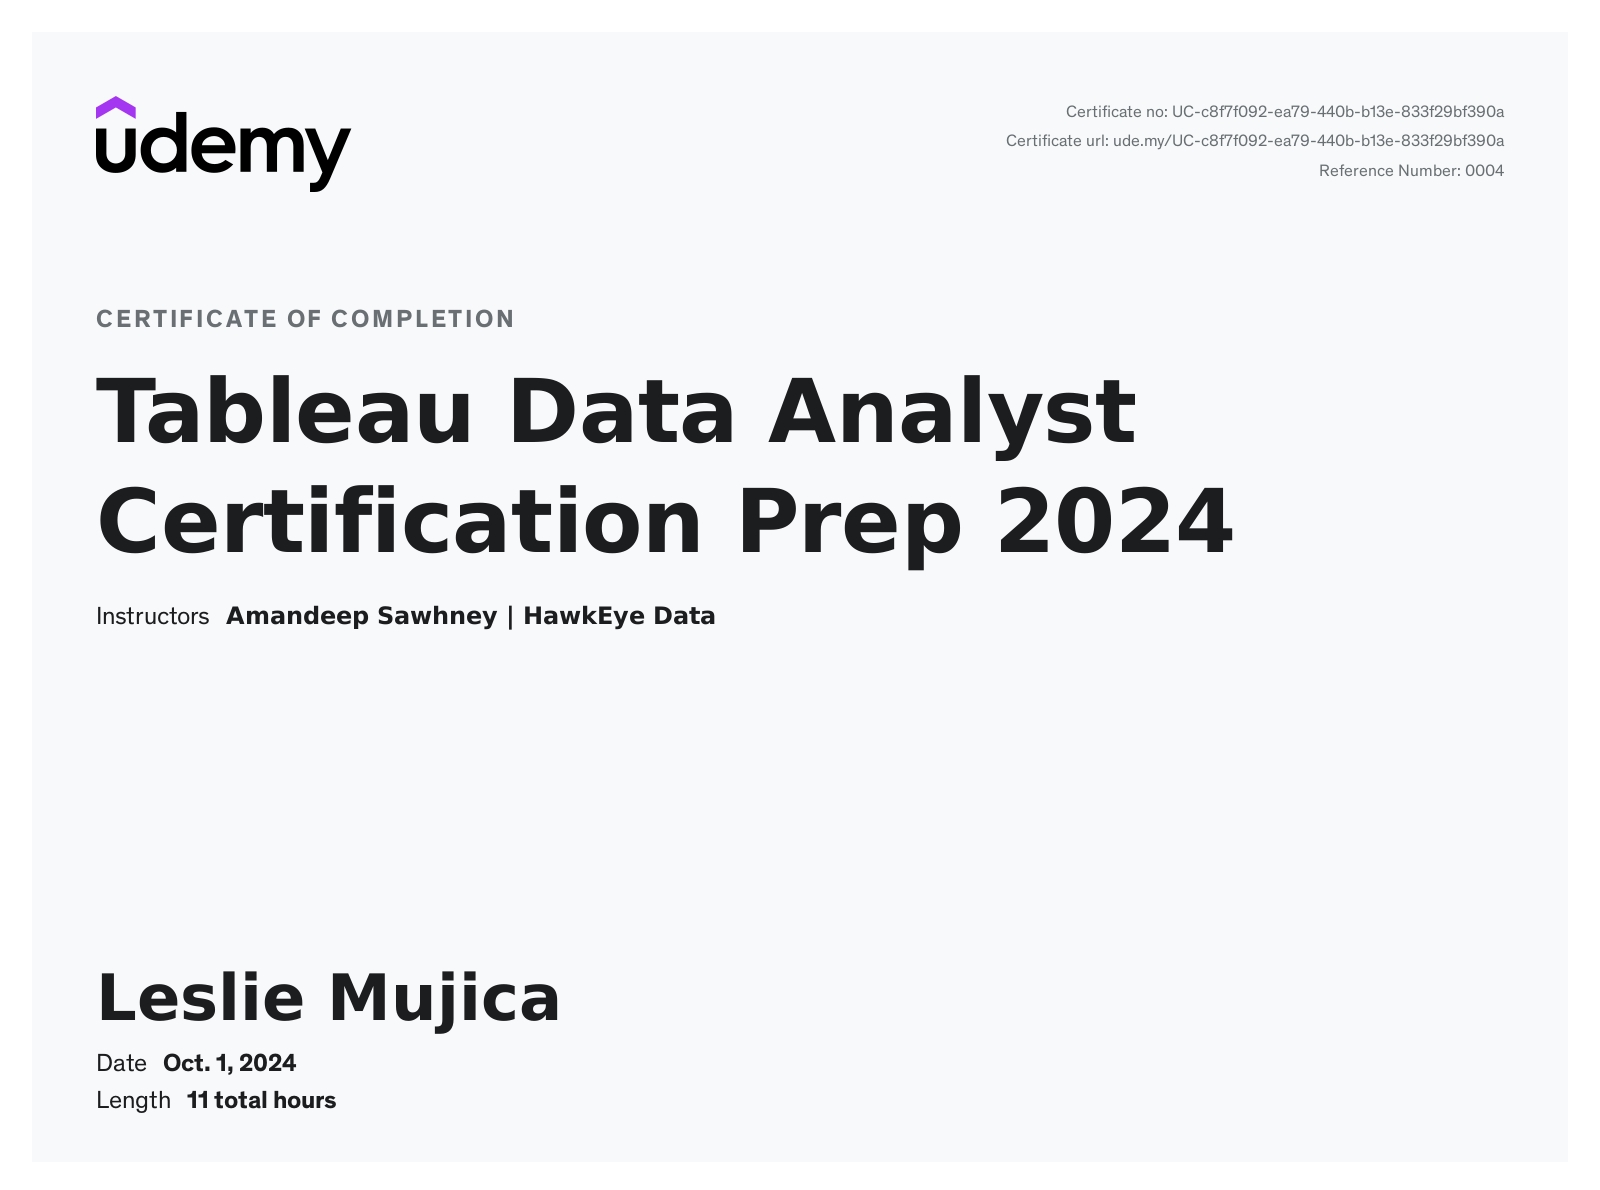 udemy
Certificate no: UC-c8f7f092-ea79-440b-b13e-833f29bf390a
Certificate url: ude.my/UC-c8f7f092-ea79-440b-b13e-833f29bf390a
Reference Number: 0004
CERTIFICATE OF COMPLETION
Tableau Data Analyst
Certification Prep 2024
Instructors Amandeep Sawhney | HawkEye Data
Leslie Mujica
Date Oct. 1, 2024
Length 11 total hours